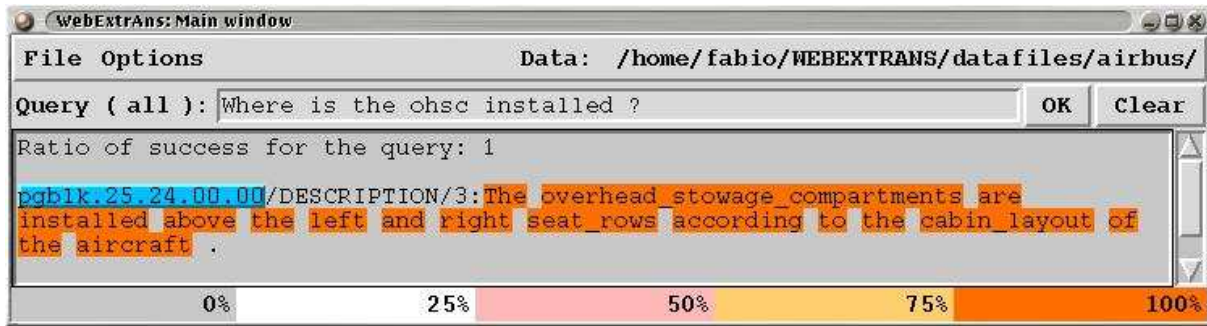 WebExtrAns: Main window
File Options Data: /home/fabio/WEBEXTRANS/datafiles/airbus/
Query ( all ): Where is the ohsc installed ? OK Clear
Ratio of success for the query: 1
pgblk.25.24.00.00/DESCRIPTION/3:The overhead_stowage_compartments are
installed above the left and right seat_rows according to the cabin_layout of
the aircraft .
0% 25% 50% 75% 100%